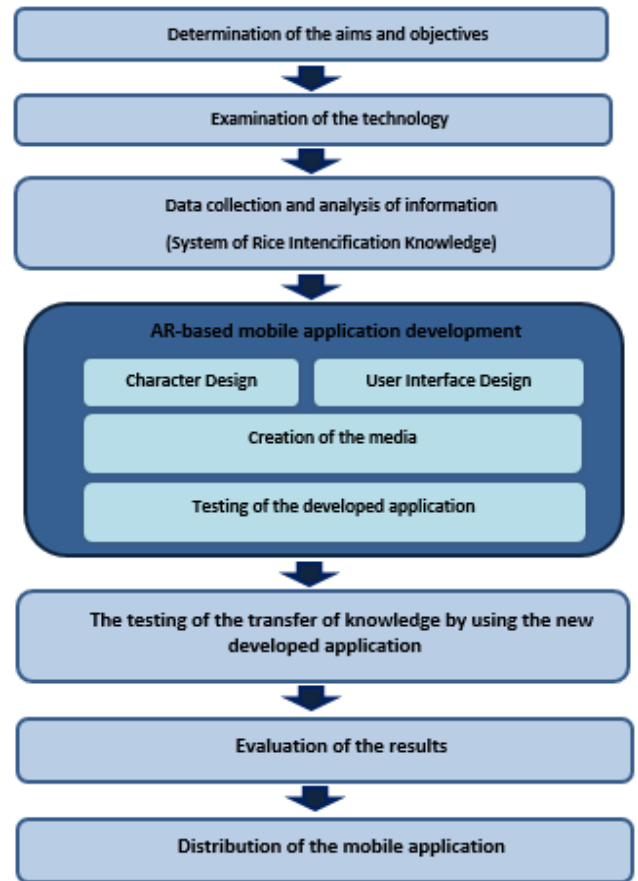 Determination of the aims and objectives
Examination of the technology
Data collection and analysis of information
(System of Rice Intencification Knowledge)
AR-based mobile application development
Character Design
User Interface Design
Creation of the media
Testing of the developed application
The testing of the transfer of knowledge by using the new
developed application
Evaluation of the results
Distribution of the mobile application